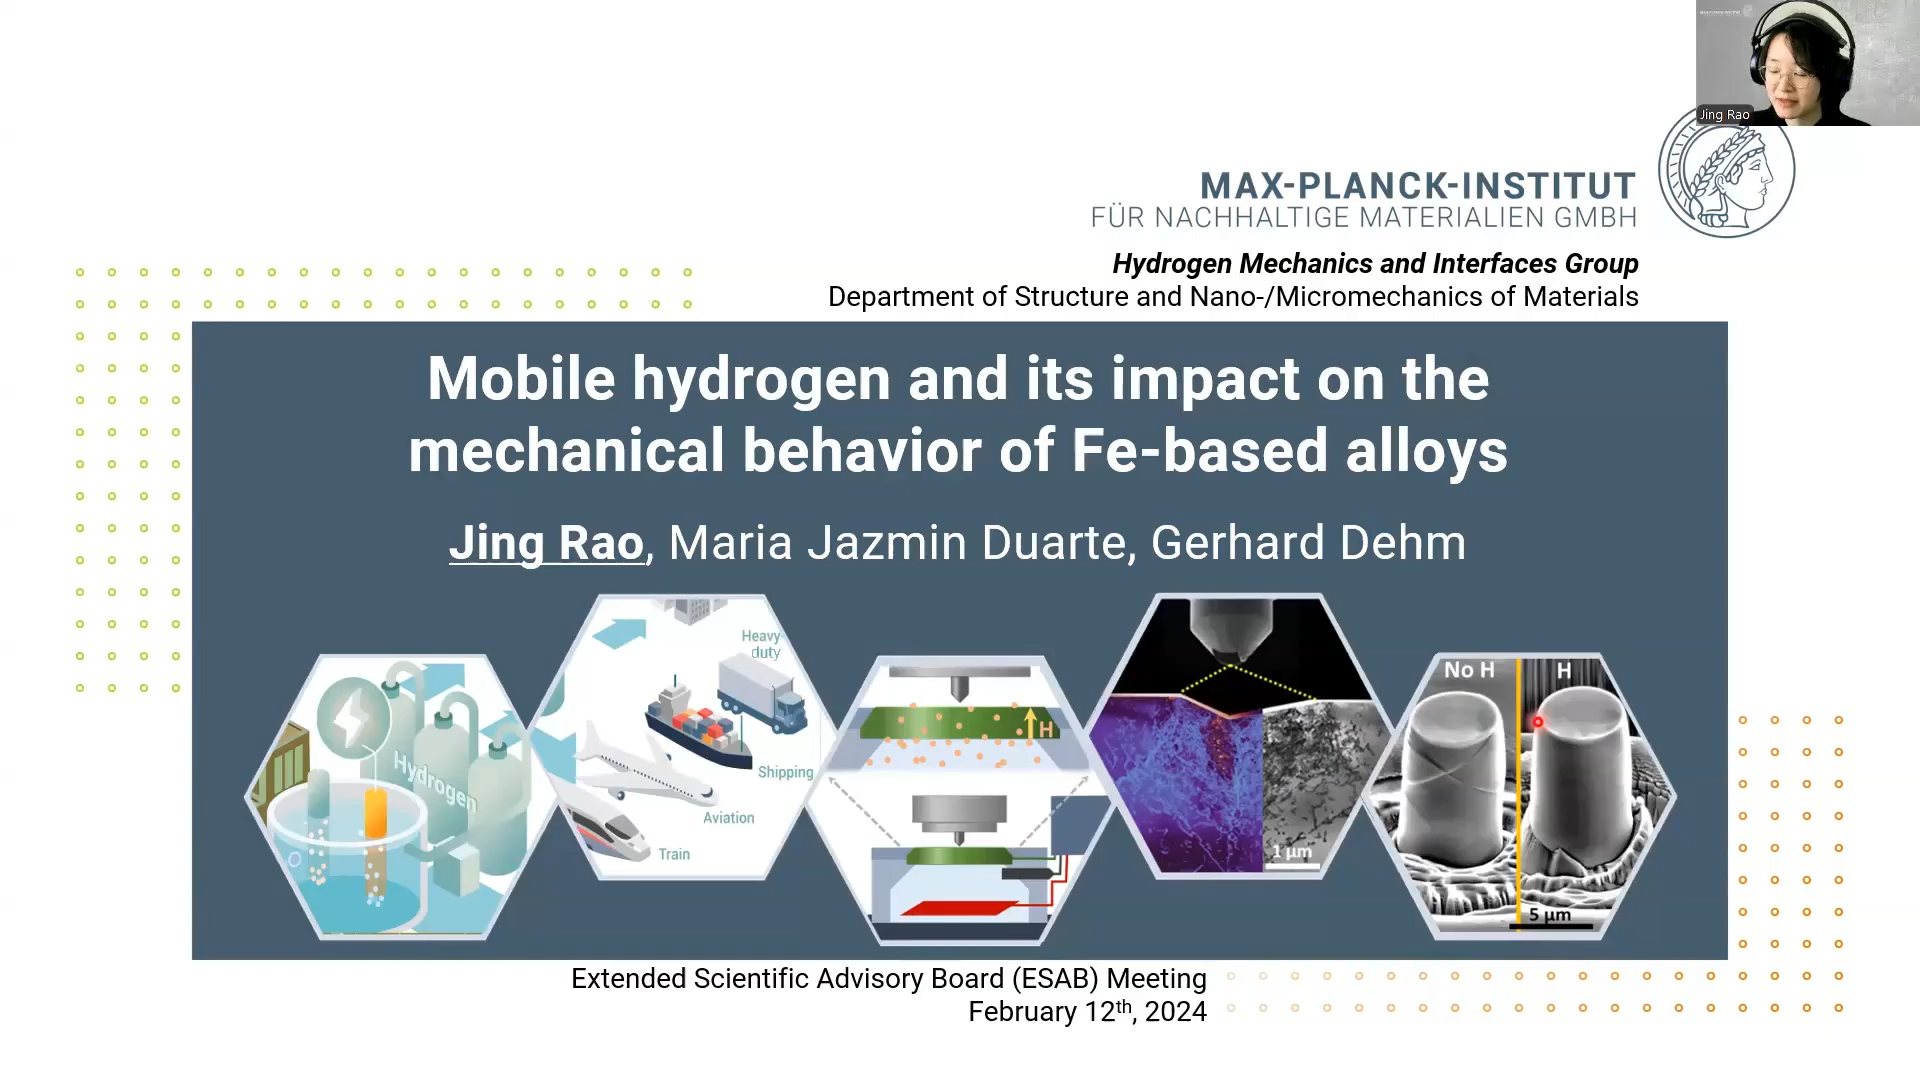 Jing Rao
MAX-PLANCK-INSTITUT
FÜR NACHHALTIGE MATERIALIEN GMBH
Hydrogen Mechanics and Interfaces Group
Department of Structure and Nano-/Micromechanics of Materials
Mobile hydrogen and its impact on the
mechanical behavior of Fe-based alloys
Jing Rao, Maria Jazmin Duarte, Gerhard Dehm
Hydrogen
Heavy
duty
Shipping
Aviation
Train
H
1 µm
No H
H
5 µm
Extended Scientific Advisory Board (ESAB) Meeting
February 12th, 2024